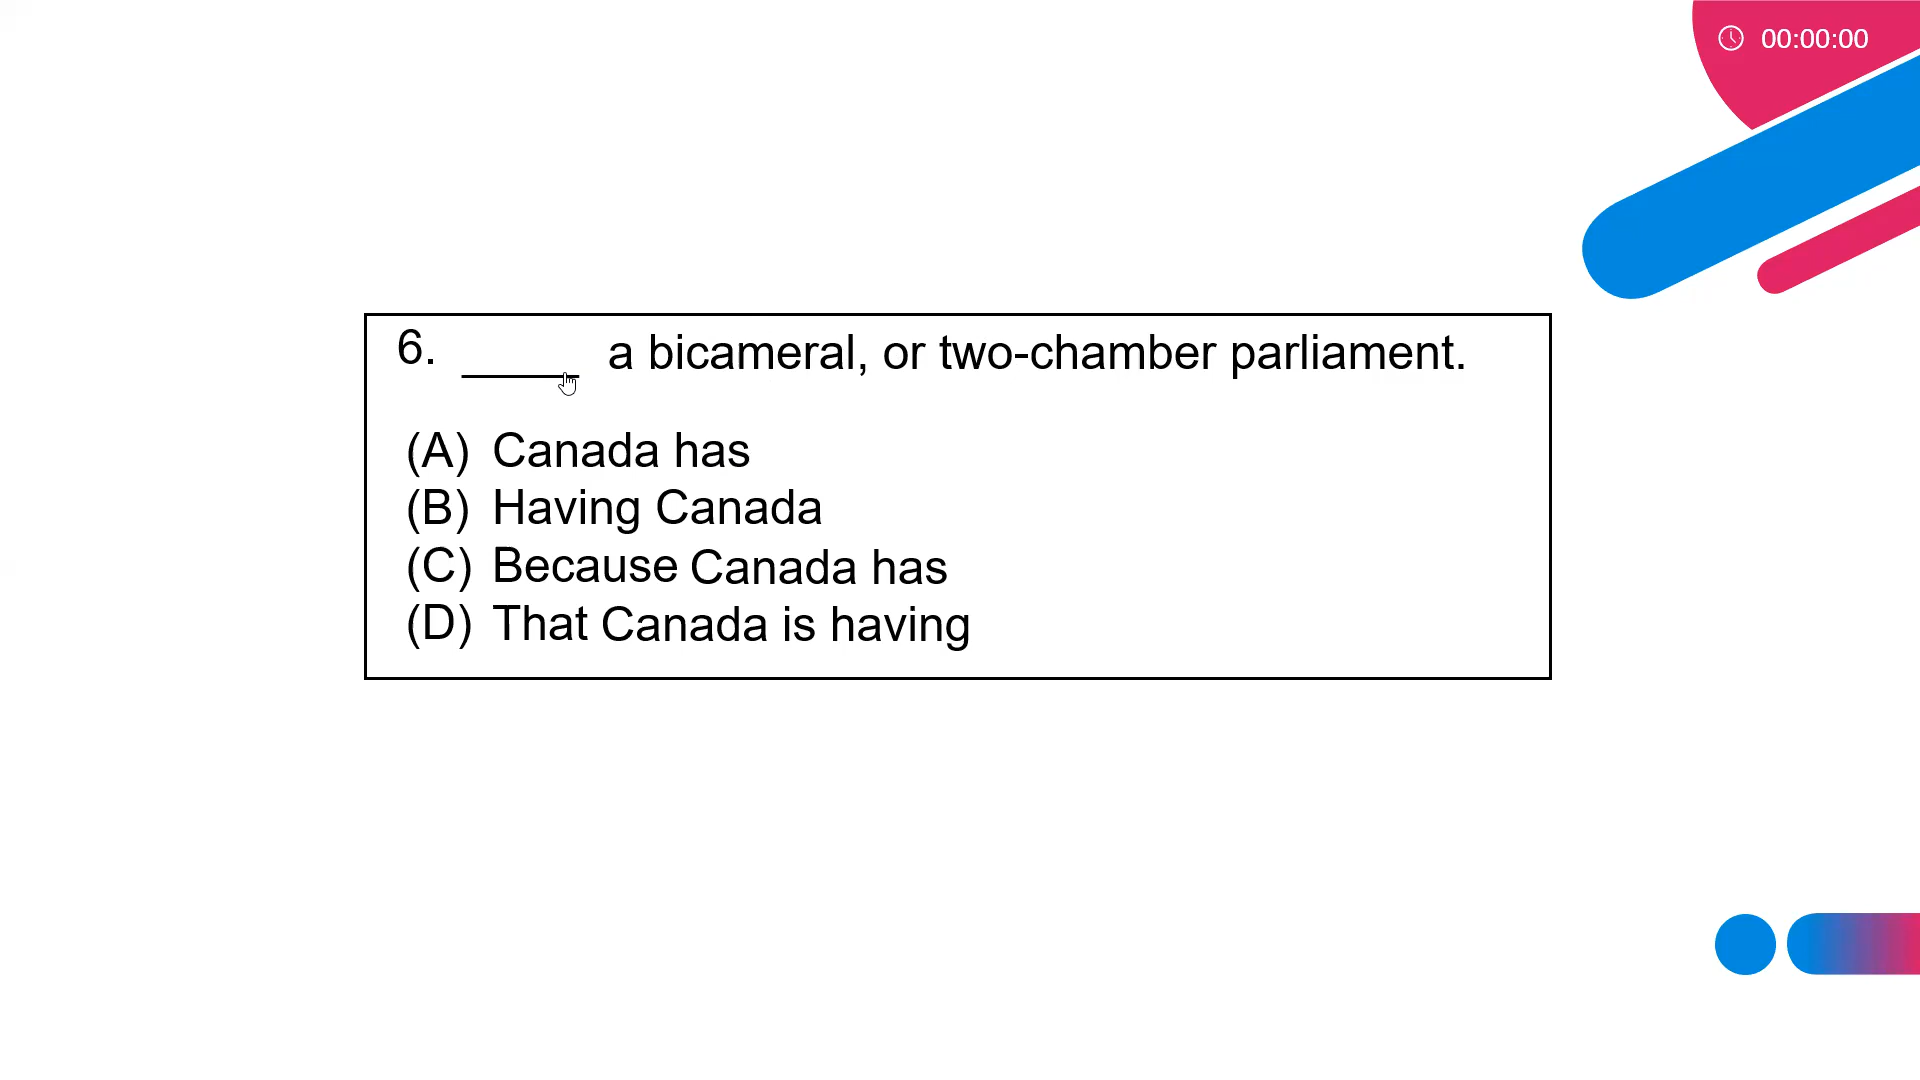 00:00:00
6. _____ a bicameral, or two-chamber parliament.
(A) Canada has
(B) Having Canada
(C) Because Canada has
(D) That Canada is having